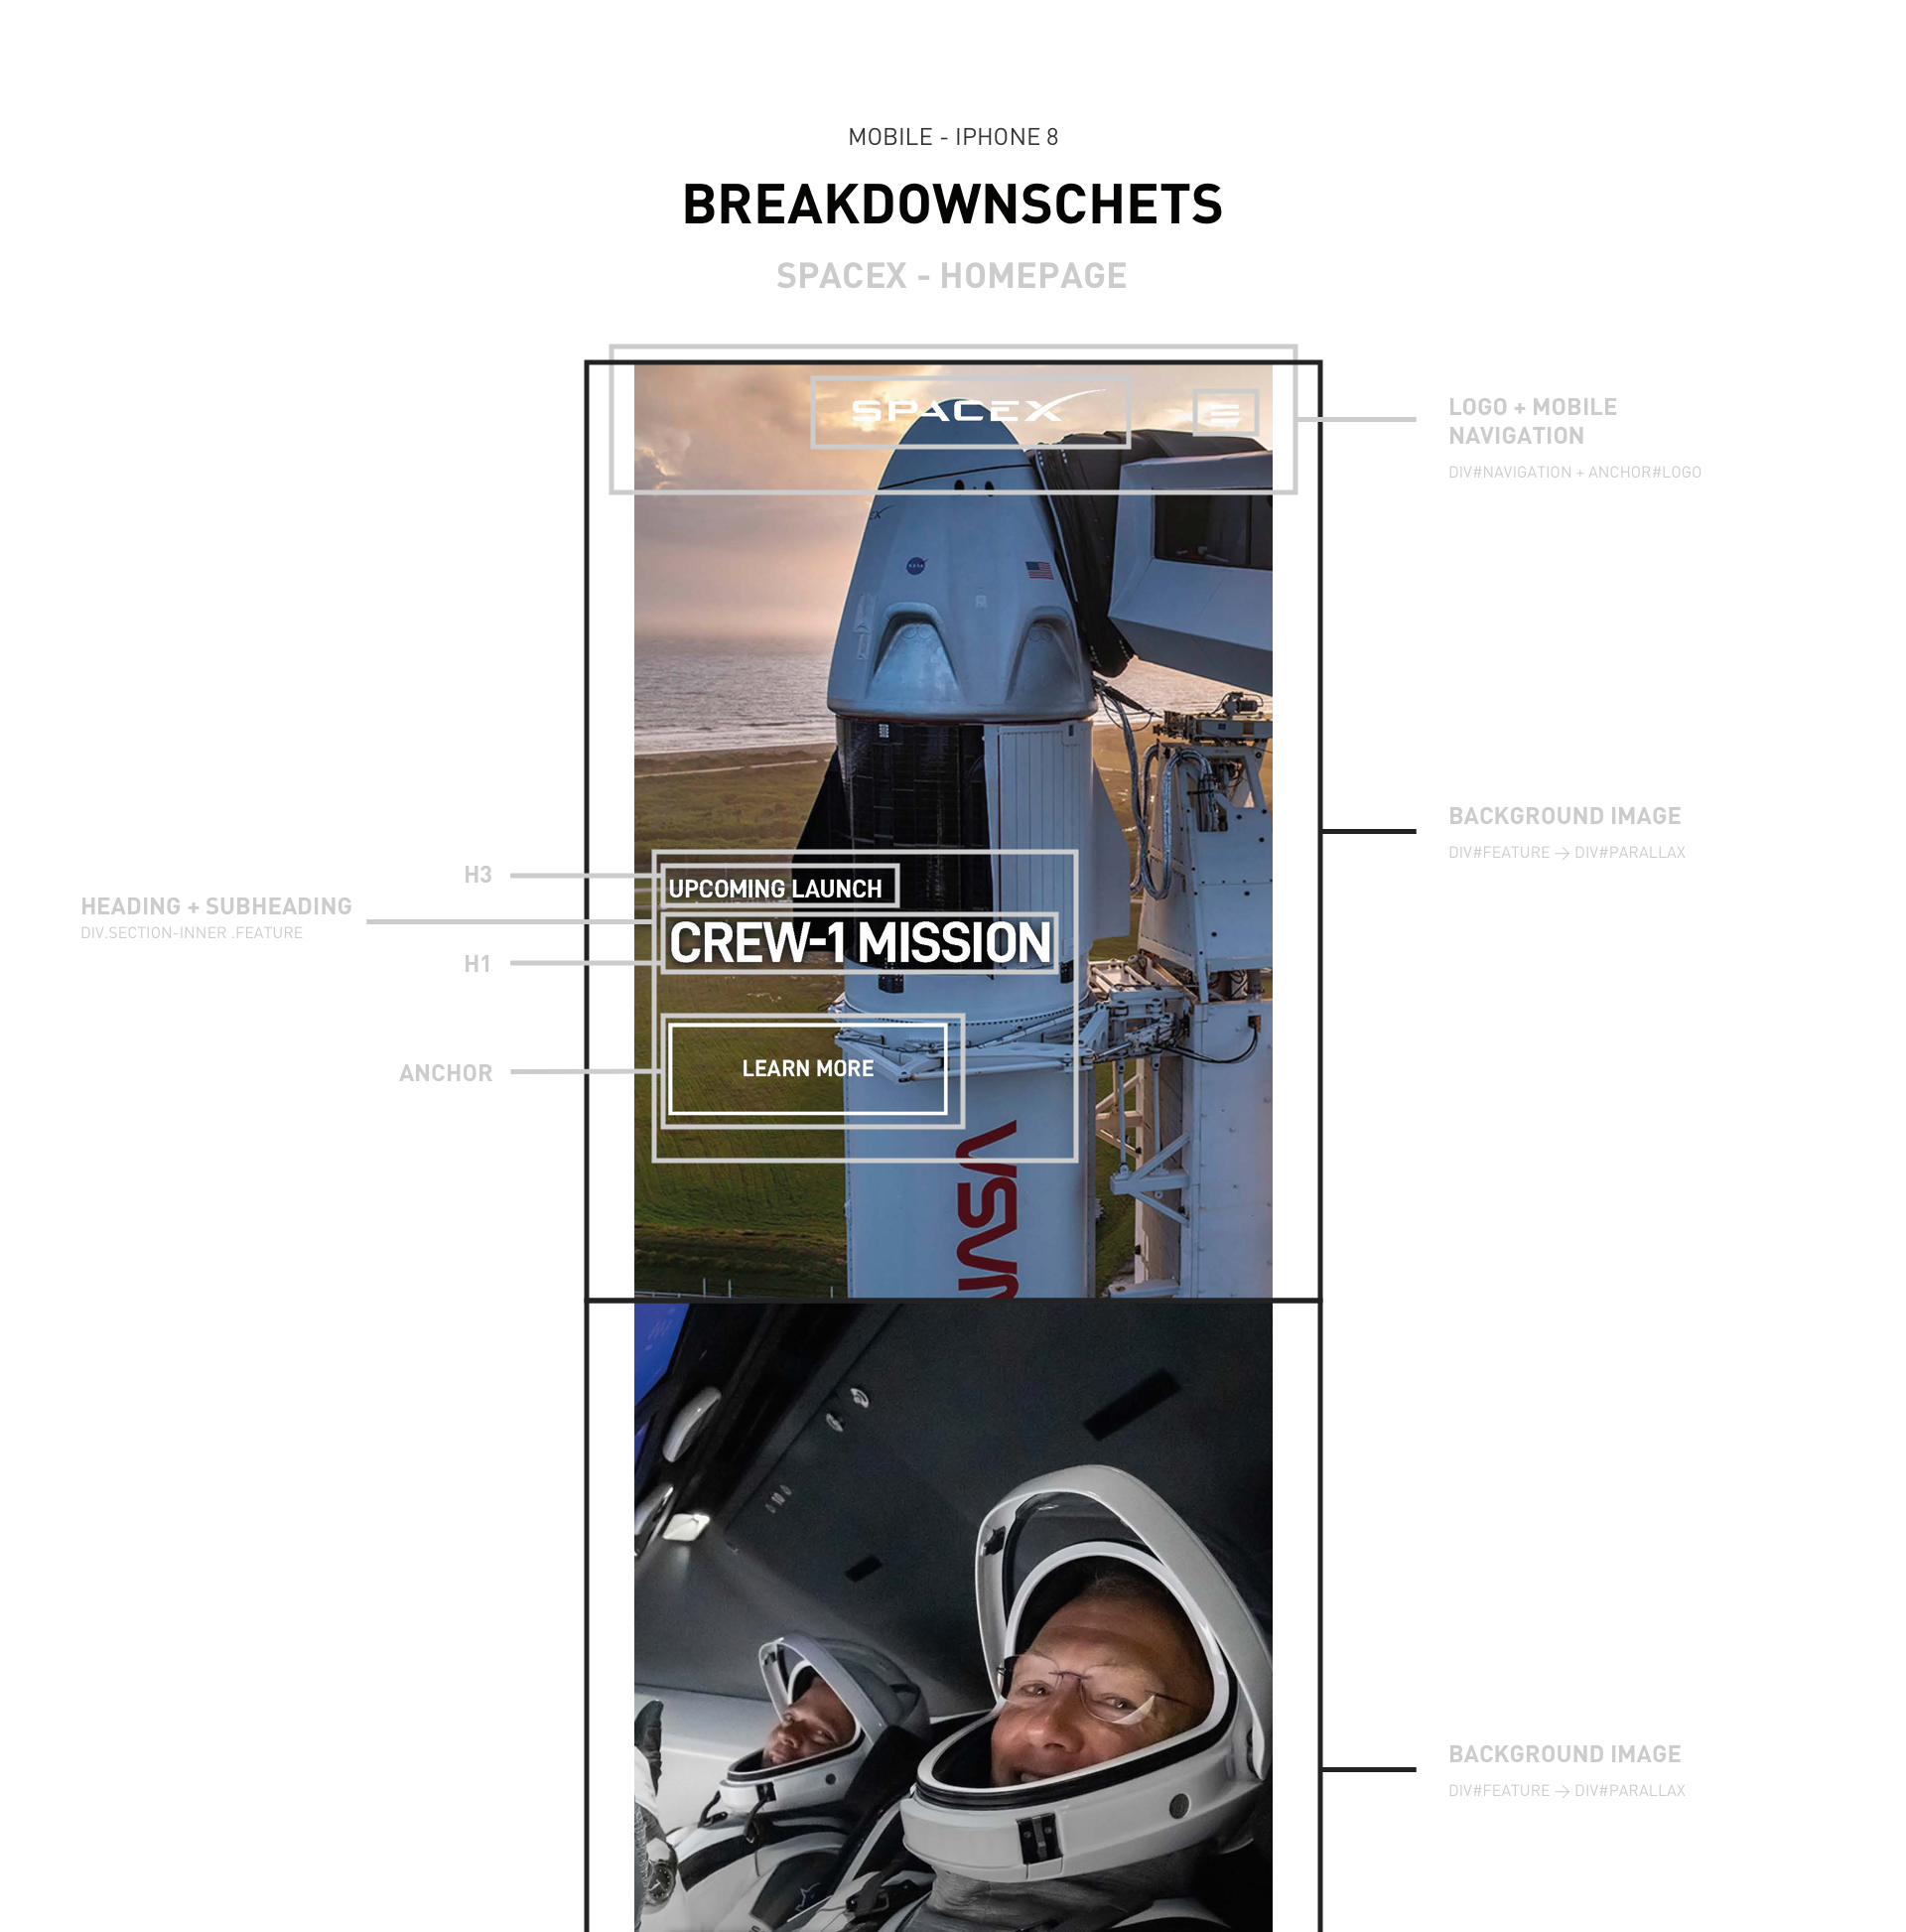 MOBILE - IPHONE 8
BREAKDOWNSCHETS
SPACEX - HOMEPAGE
SPACEX
LOGO + MOBILE
NAVIGATION
DIV#NAVIGATION + ANCHOR#LOGO
BACKGROUND IMAGE
DIV#FEATURE → DIV#PARALLAX
H3
HEADING + SUBHEADING
DIV.SECTION-INNER .FEATURE
H1
ANCHOR
UPCOMING LAUNCH
CREW-1 MISSION
LEARN MORE
NASA
BACKGROUND IMAGE
DIV#FEATURE → DIV#PARALLAX